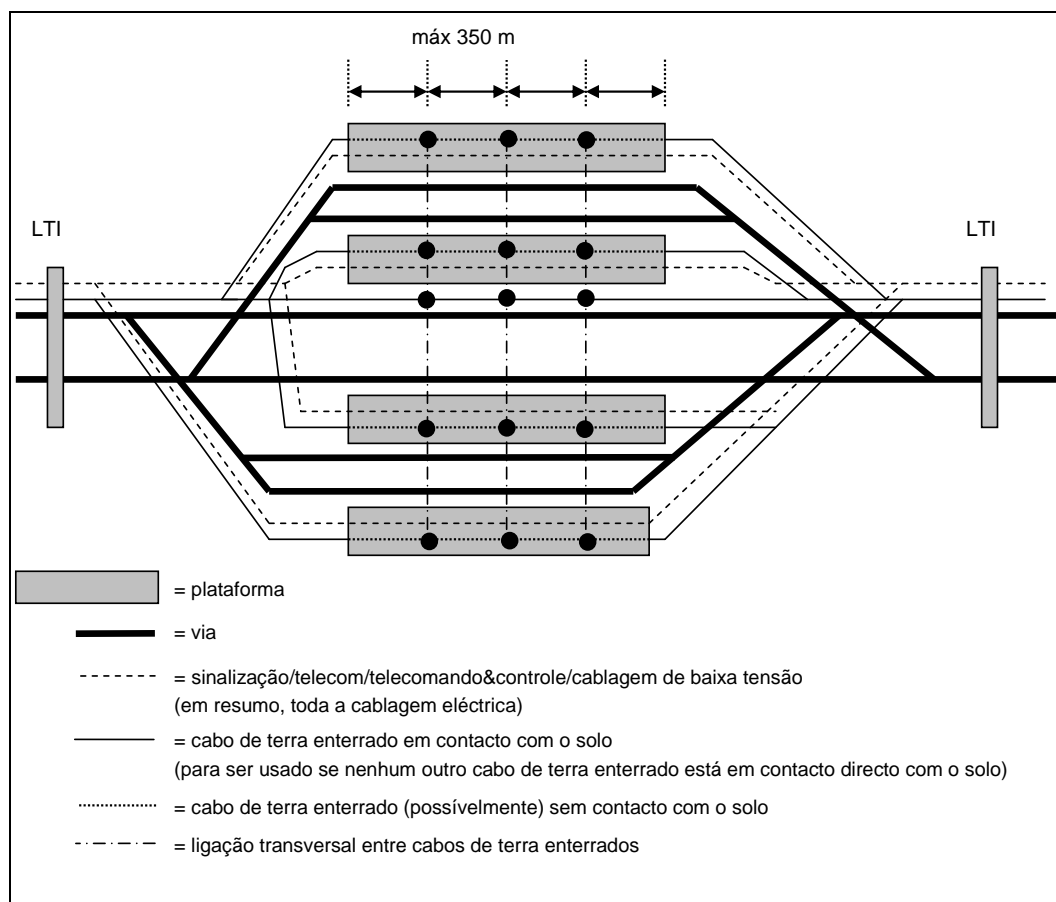 máx 350 m
LTI
LTI
= plataforma
= via
= sinalização/telecom/telecomando&controle/cablagem de baixa tensão
(em resumo, toda a cablagem eléctrica)
= cabo de terra enterrado em contacto com o solo
(para ser usado se nenhum outro cabo de terra enterrado está em contacto directo com o solo)
= cabo de terra enterrado (possívelmente) sem contacto com o solo
= ligação transversal entre cabos de terra enterrados